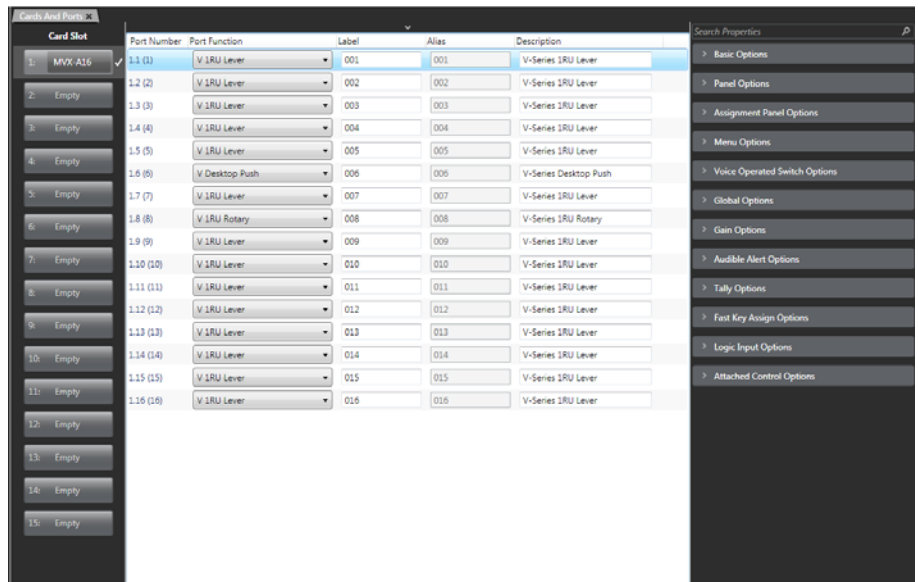 Cards And Ports x
Card Slot
1: MVX-A16
2: Empty
3: Empty
4: Empty
5: Empty
6: Empty
7: Empty
8: Empty
9: Empty
10: Empty
11: Empty
12: Empty
13: Empty
14: Empty
15: Empty
Port Number Port Function Label Alias Description
1.1 (1) V 1RU Lever 001 001 V-Series 1RU Lever
1.2 (2) V 1RU Lever 002 002 V-Series 1RU Lever
1.3 (3) V 1RU Lever 003 003 V-Series 1RU Lever
1.4 (4) V 1RU Lever 004 004 V-Series 1RU Lever
1.5 (5) V 1RU Lever 005 005 V-Series 1RU Lever
1.6 (6) V Desktop Push 006 006 V-Series Desktop Push
1.7 (7) V 1RU Lever 007 007 V-Series 1RU Lever
1.8 (8) V 1RU Rotary 008 008 V-Series 1RU Rotary
1.9 (9) V 1RU Lever 009 009 V-Series 1RU Lever
1.10 (10) V 1RU Lever 010 010 V-Series 1RU Lever
1.11 (11) V 1RU Lever 011 011 V-Series 1RU Lever
1.12 (12) V 1RU Lever 012 012 V-Series 1RU Lever
1.13 (13) V 1RU Lever 013 013 V-Series 1RU Lever
1.14 (14) V 1RU Lever 014 014 V-Series 1RU Lever
1.15 (15) V 1RU Lever 015 015 V-Series 1RU Lever
1.16 (16) V 1RU Lever 016 016 V-Series 1RU Lever
Search Properties
Basic Options
Panel Options
Assignment Panel Options
Menu Options
Voice Operated Switch Options
Global Options
Gain Options
Audible Alert Options
Tally Options
Fast Key Assign Options
Logic Input Options
Attached Control Options